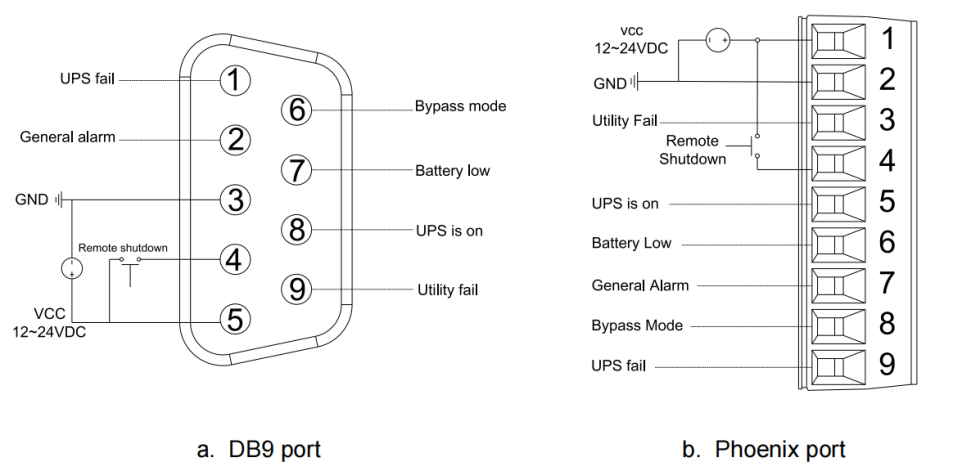 UPS fail
1
6
Bypass mode
General alarm
2
7
Battery low
GND
3
8
UPS is on
Remote shutdown
4
9
Utility fail
- +
VCC
12~24VDC
5
a. DB9 port
vcc
12~24VDC
- +
1
GND
2
Utility Fail
3
Remote
Shutdown
4
UPS is on
5
Battery Low
6
General Alarm
7
Bypass Mode
8
UPS fail
9
b. Phoenix port